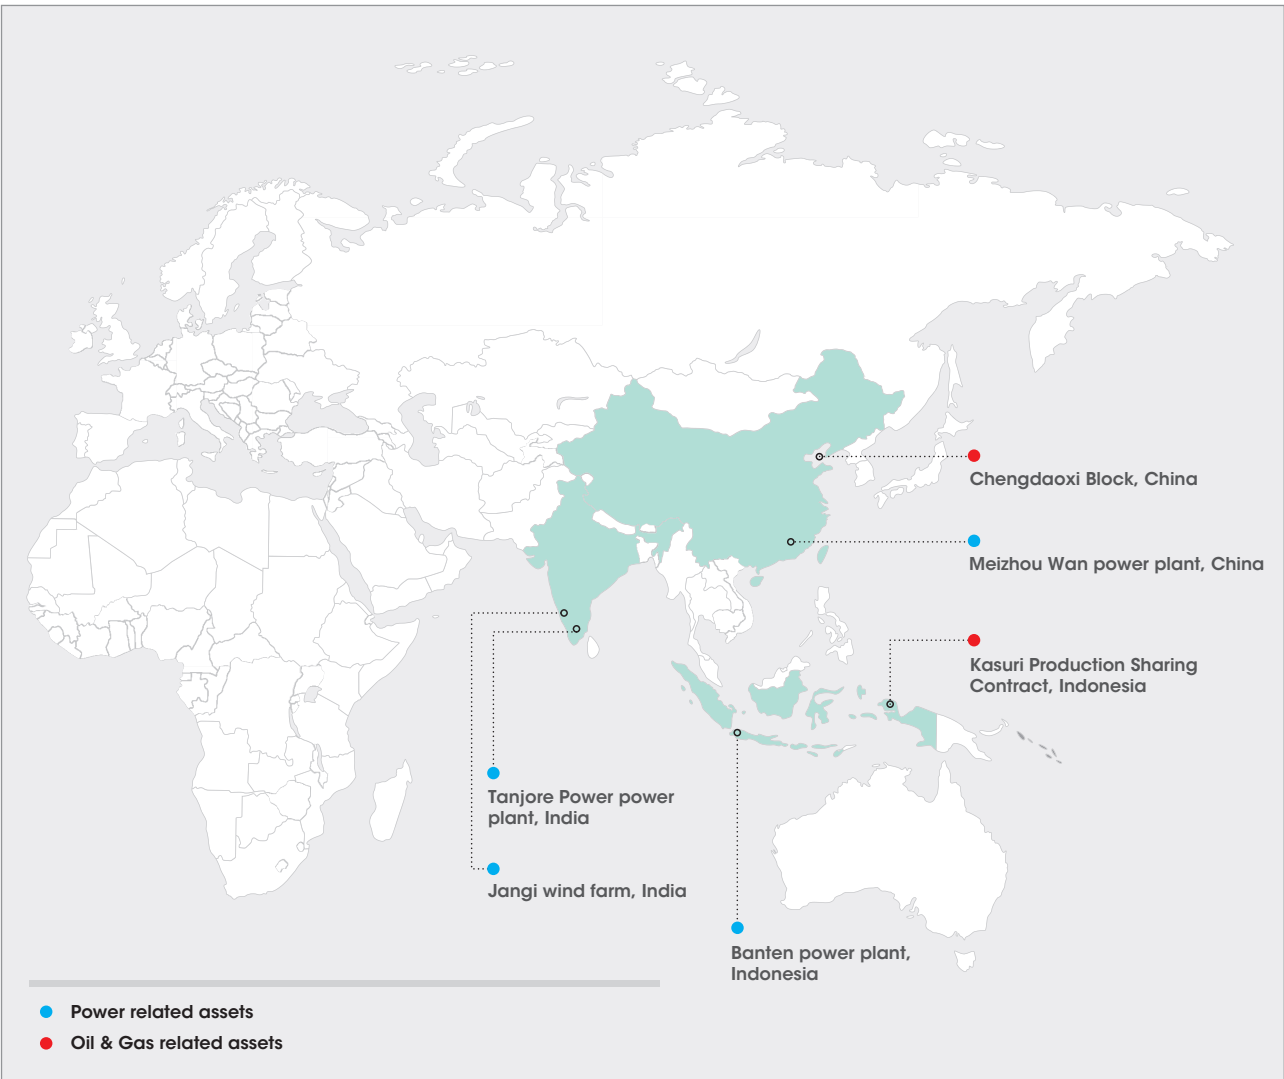 Chengdaoxi Block, China
Meizhou Wan power plant, China
Kasuri Production Sharing
Contract, Indonesia
Tanjore Power power
plant, India
Jangi wind farm, India
Banten power plant,
Indonesia
Power related assets
Oil & Gas related assets